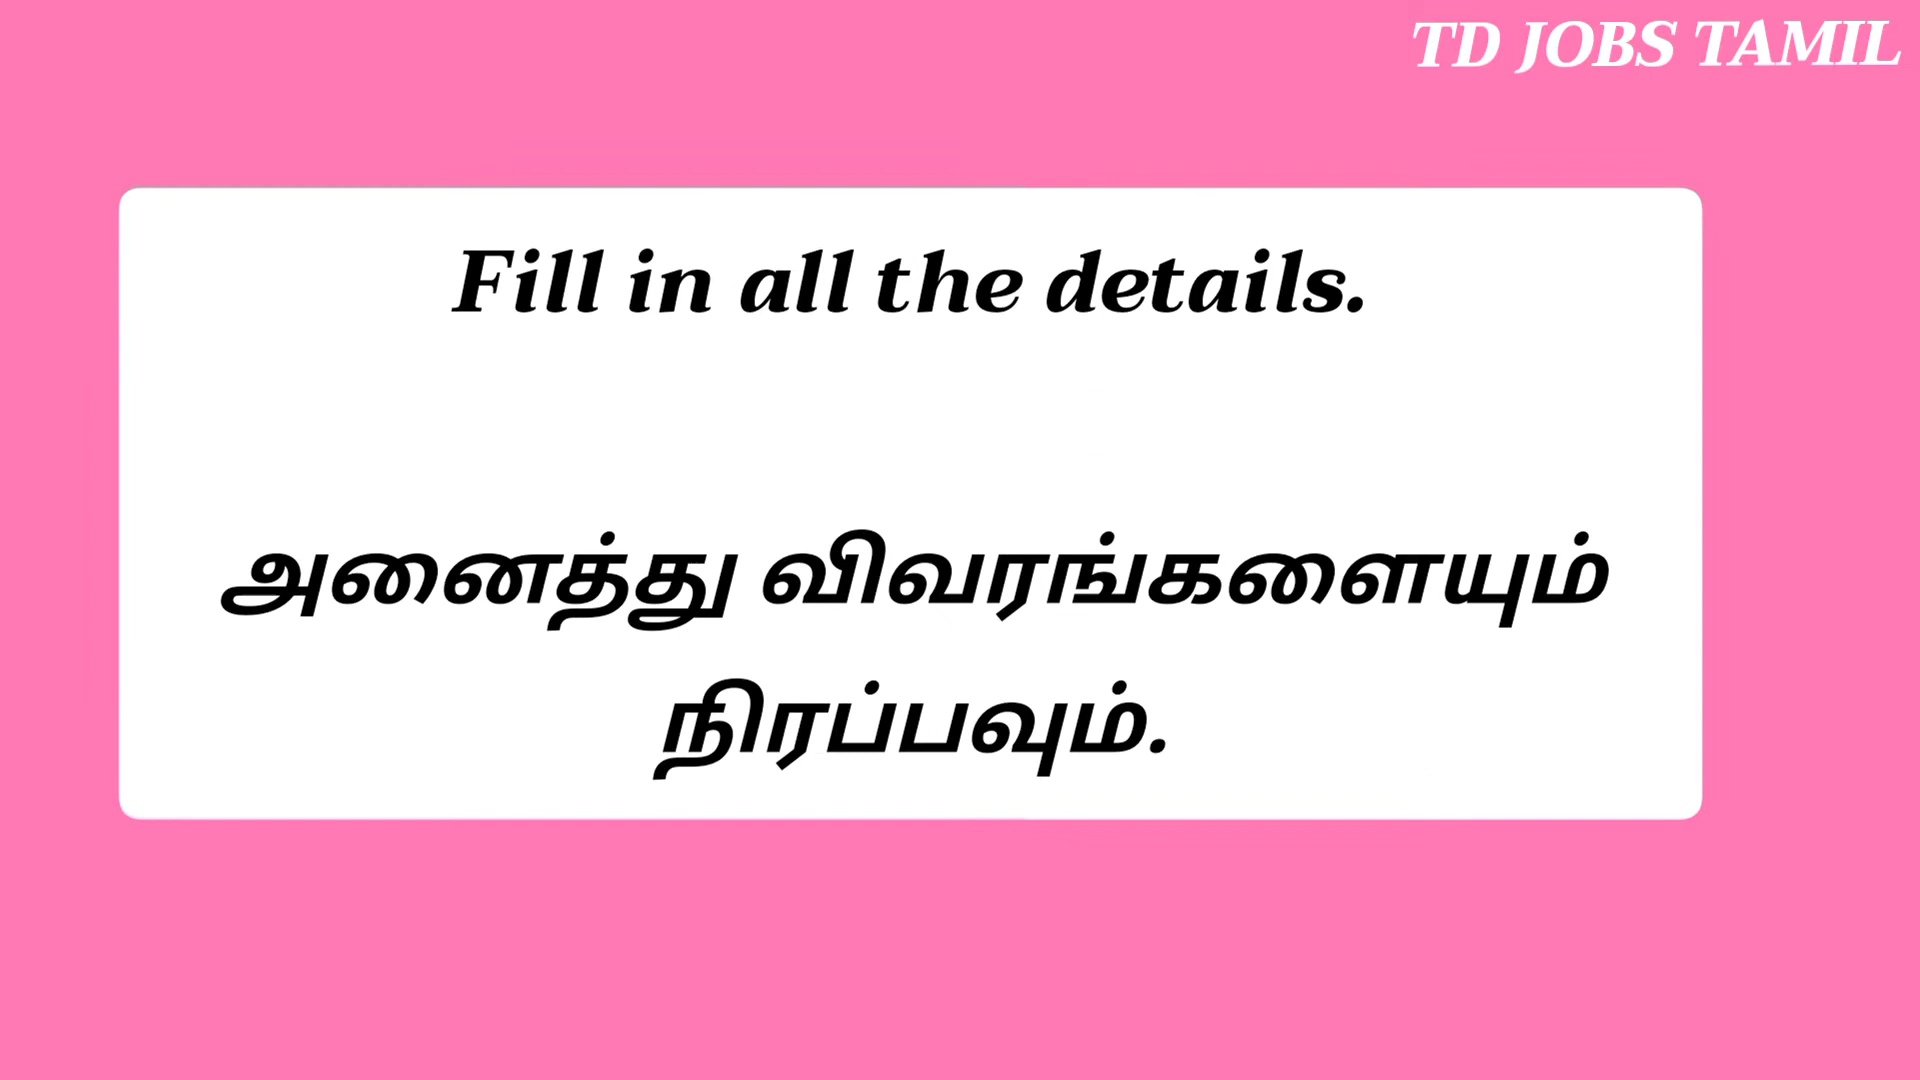 TD JOBS TAMIL
Fill in all the details.
அனைத்து விவரங்களையும்
நிரப்பவும்.